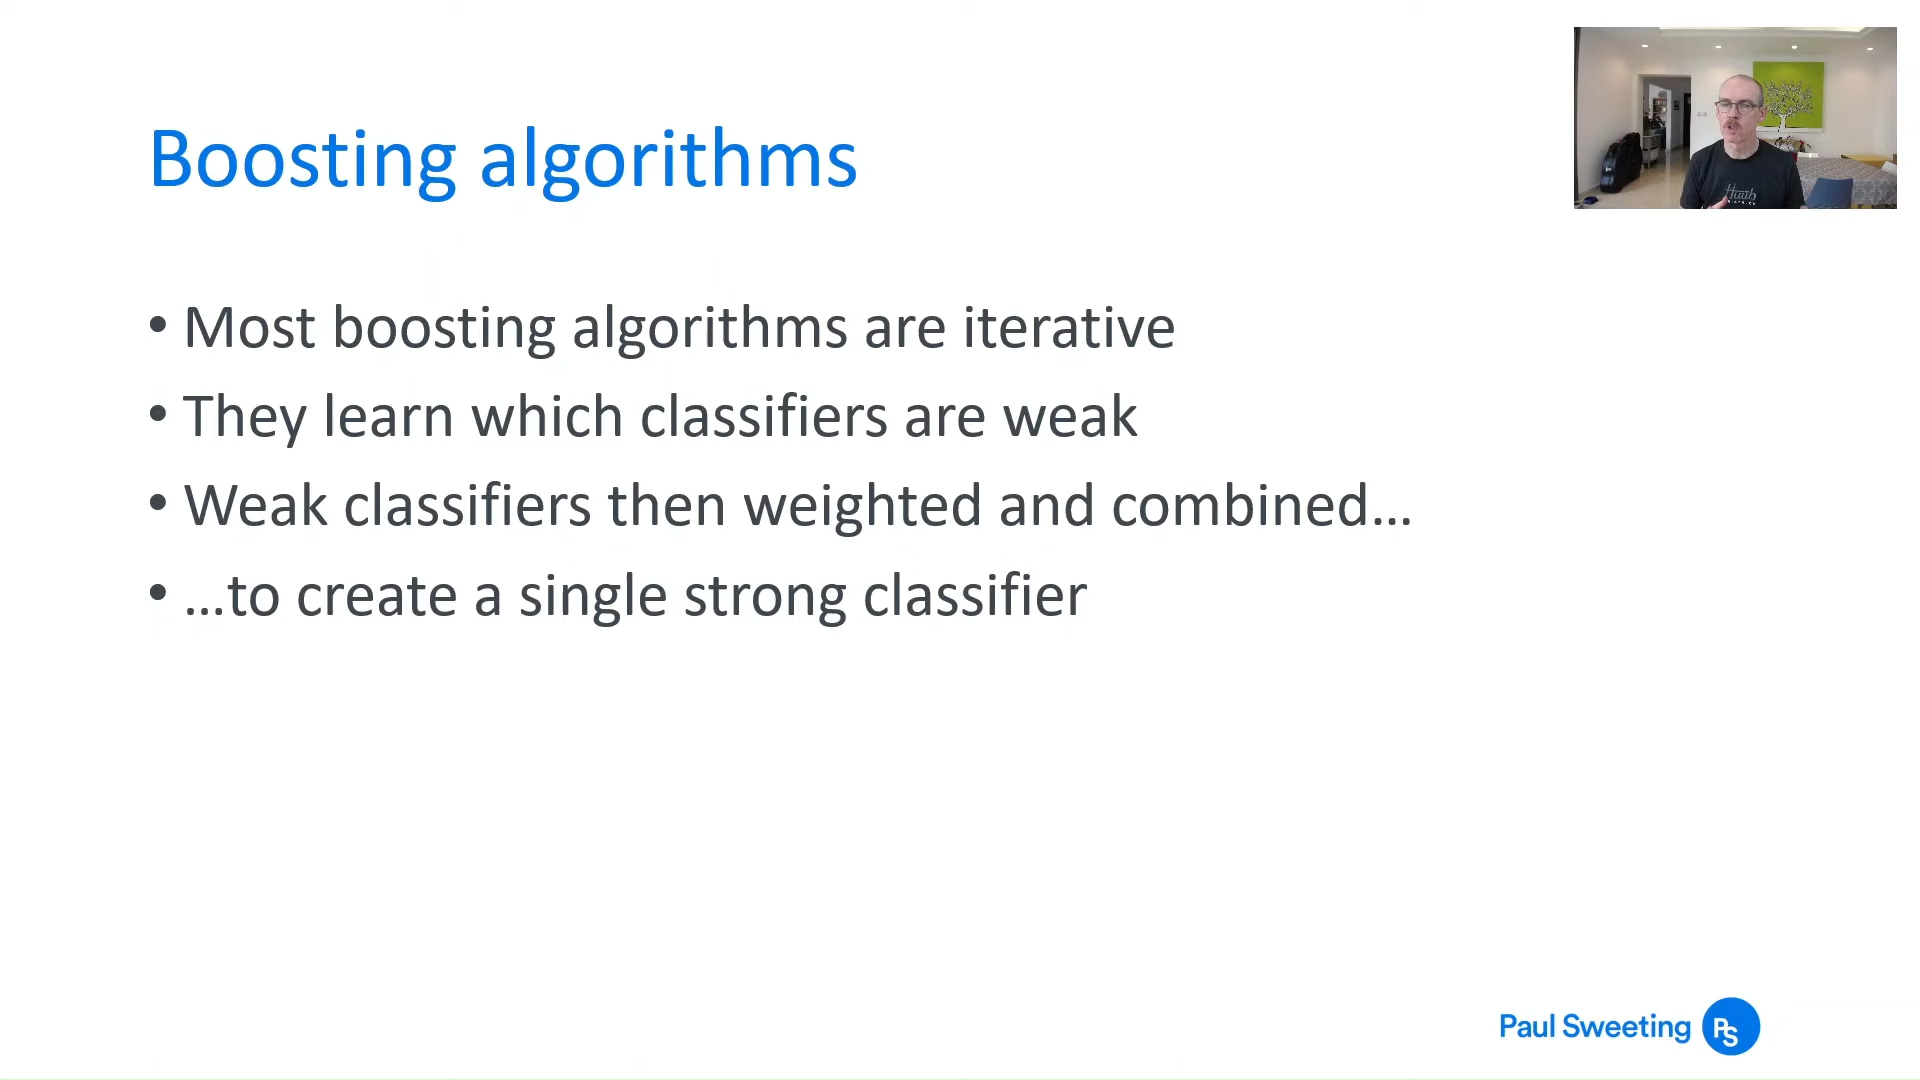 Boosting algorithms
• Most boosting algorithms are iterative
• They learn which classifiers are weak
• Weak classifiers then weighted and combined...
• ...to create a single strong classifier
Huub
Paul Sweeting
PS